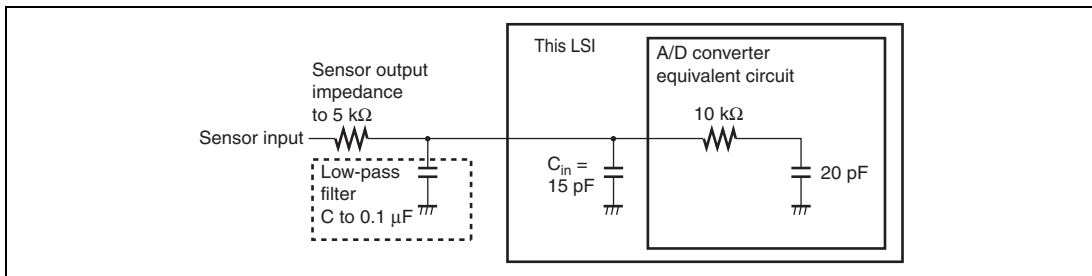 This LSI
A/D converter
equivalent circuit
Sensor output
impedance
to 5 kΩ
10 kΩ
Sensor input
Low-pass
filter
C to 0.1 μF
Cin =
15 pF
20 pF